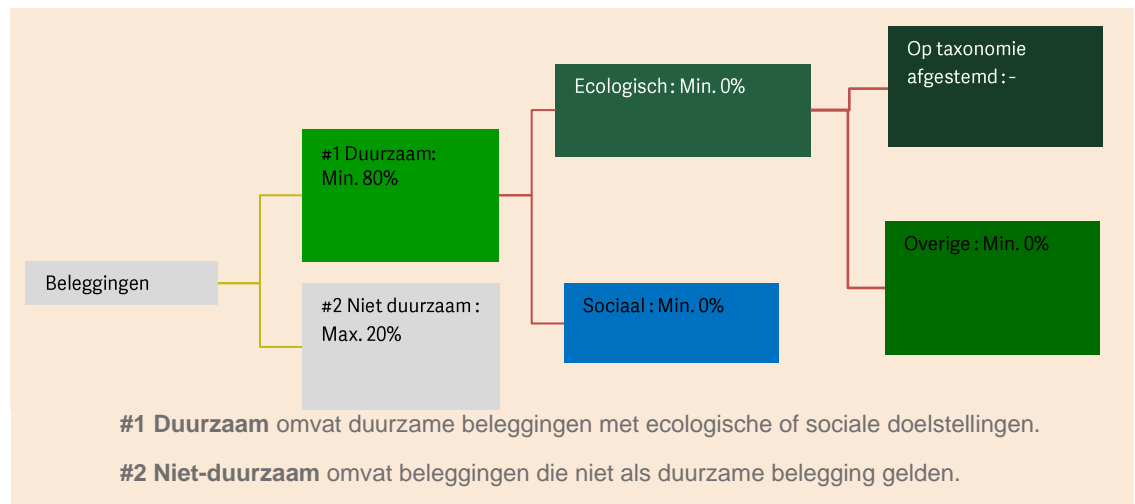 Beleggingen
#1 Duurzaam:
Min. 80%
#2 Niet duurzaam :
Max. 20%
Ecologisch : Min. 0%
Sociaal : Min. 0%
Op taxonomie
afgestemd : -
Overige : Min. 0%
#1 Duurzaam omvat duurzame beleggingen met ecologische of sociale doelstellingen.
#2 Niet-duurzaam omvat beleggingen die niet als duurzame belegging gelden.